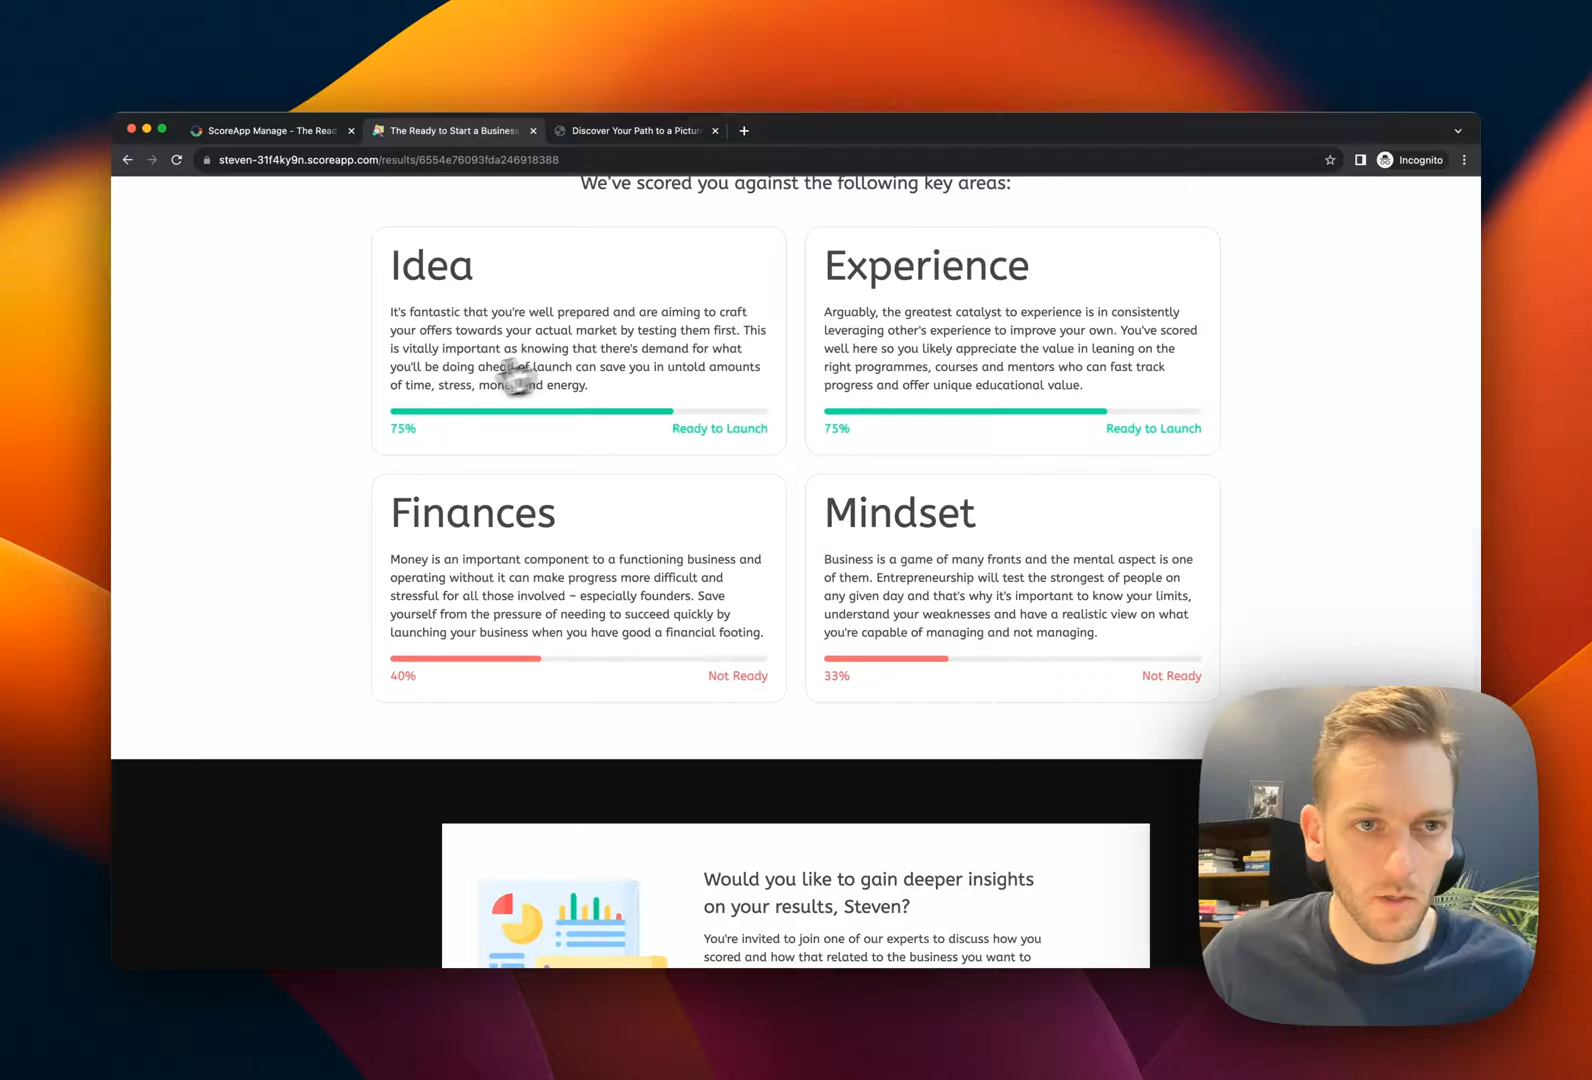 ScoreApp Manage - The Read
The Ready to Start a Business
Discover Your Path to a Pictur
steven-31f4ky9n.scoreapp.com/results/6554e76093fda246918388
Incognito
We've scored you against the following key areas:
Idea
It's fantastic that you're well prepared and are aiming to craft
your offers towards your actual market by testing them first. This
is vitally important as knowing that there's demand for what
you'll be doing ahead of launch can save you in untold amounts
of time, stress, money and energy.
75%
Ready to Launch
Experience
Arguably, the greatest catalyst to experience is in consistently
leveraging other's experience to improve your own. You've scored
well here so you likely appreciate the value in leaning on the
right programmes, courses and mentors who can fast track
progress and offer unique educational value.
75%
Ready to Launch
Finances
Money is an important component to a functioning business and
operating without it can make progress more difficult and
stressful for all those involved – especially founders. Save
yourself from the pressure of needing to succeed quickly by
launching your business when you have good a financial footing.
40%
Not Ready
Mindset
Business is a game of many fronts and the mental aspect is one
of them. Entrepreneurship will test the strongest of people on
any given day and that's why it's important to know your limits,
understand your weaknesses and have a realistic view on what
you're capable of managing and not managing.
33%
Not Ready
Would you like to gain deeper insights
on your results, Steven?
You're invited to join one of our experts to discuss how you
scored and how that related to the business you want to